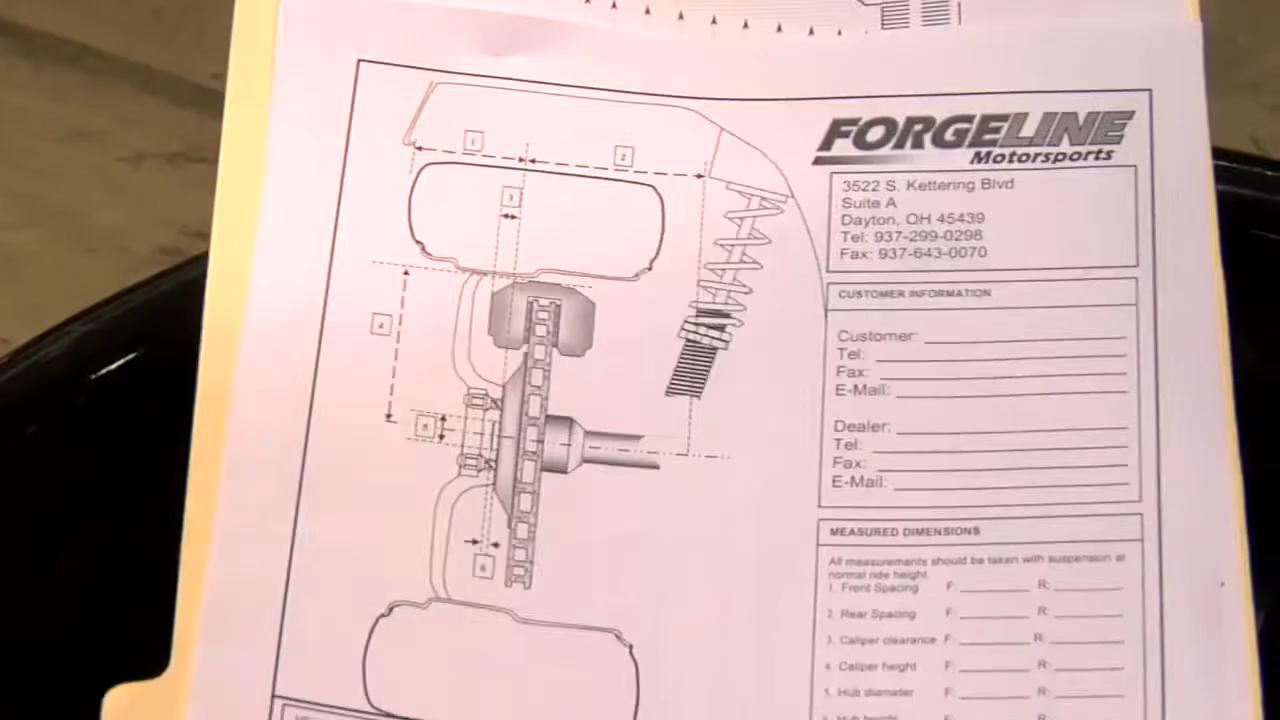 FORGELINE
Motorsports
3522 S. Kettering Blvd
Suite A
Dayton, OH 45439
Tel: 937-299-0298
Fax: 937-643-0070
CUSTOMER INFORMATION
Customer:
Tel:
Fax:
E-Mail:
Dealer:
Tel:
Fax:
E-Mail:
MEASURED DIMENSIONS
All measurements should be taken with suspension at
normal ride height.
1. Front Spacing F: R:
2. Rear Spacing F: R:
3. Caliper clearance F: R:
4. Caliper height F: R:
5. Hub diameter F: R:
1
2
3
4
5
6